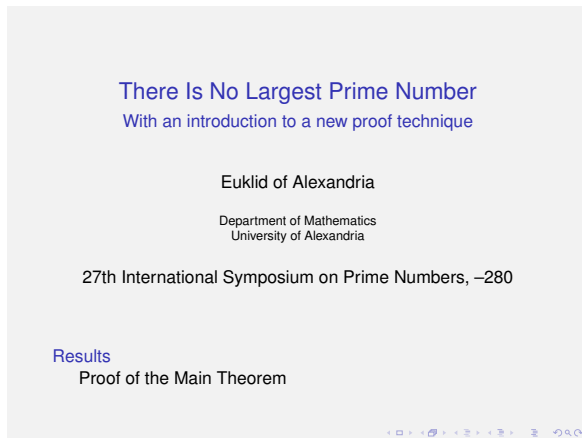 There Is No Largest Prime Number
With an introduction to a new proof technique
Euklid of Alexandria
Department of Mathematics
University of Alexandria
27th International Symposium on Prime Numbers, –280
Results
Proof of the Main Theorem